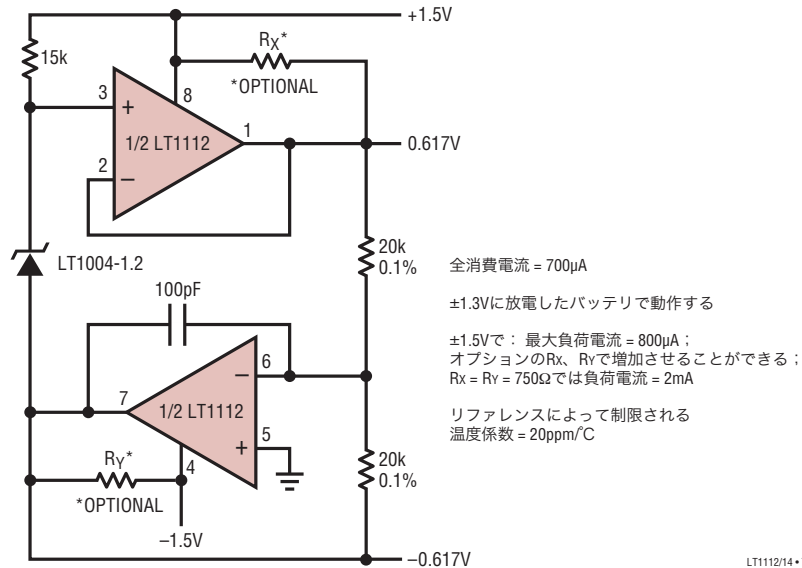 +1.5V
15k
RX*
*OPTIONAL
3
+
8
1/2 LT1112
1
0.617V
2
–
LT1004-1.2
20k
0.1%
100pF
6
–
7
1/2 LT1112
5
+
4
RY*
*OPTIONAL
–1.5V
20k
0.1%
–0.617V
全消費電流 = 700µA
±1.3Vに放電したバッテリで動作する
±1.5Vで： 最大負荷電流 = 800µA；
オプションのRX、RYで増加させることができる；
RX = RY = 750Ωでは負荷電流 = 2mA
リファレンスによって制限される
温度係数 = 20ppm/°C
LT1112/14 •